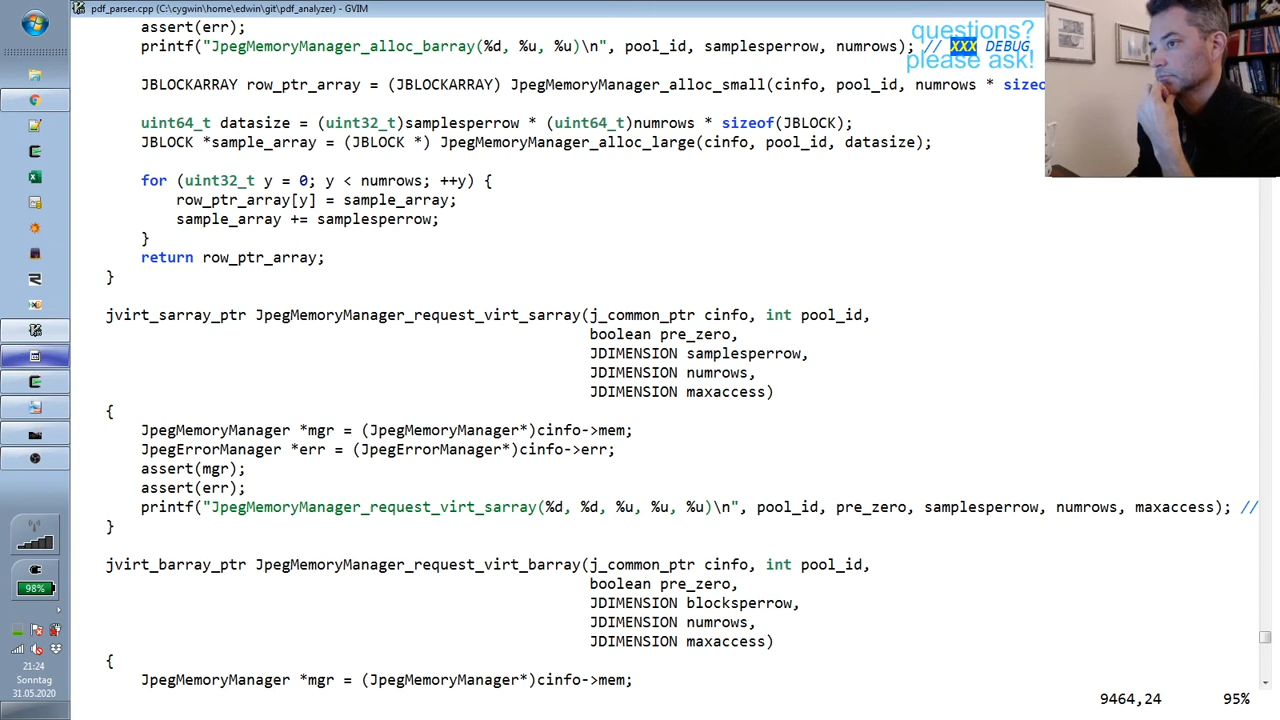 pdf_parser.cpp (C:\cygwin\home\edwin\git\pdf_analyzer) - GVIM
assert(err);
printf("JpegMemoryManager_alloc_barray(%d, %u, %u)\n", pool_id, samplesperrow, numrows); // XXX DEBUG
questions?
please ask!
JBLOCKARRAY row_ptr_array = (JBLOCKARRAY) JpegMemoryManager_alloc_small(cinfo, pool_id, numrows * sizeo
uint64_t datasize = (uint32_t)samplesperrow * (uint64_t)numrows * sizeof(JBLOCK);
JBLOCK *sample_array = (JBLOCK *) JpegMemoryManager_alloc_large(cinfo, pool_id, datasize);
for (uint32_t y = 0; y < numrows; ++y) {
row_ptr_array[y] = sample_array;
sample_array += samplesperrow;
}
return row_ptr_array;
}
jvirt_sarray_ptr JpegMemoryManager_request_virt_sarray(j_common_ptr cinfo, int pool_id,
boolean pre_zero,
JDIMENSION samplesperrow,
JDIMENSION numrows,
JDIMENSION maxaccess)
{
JpegMemoryManager *mgr = (JpegMemoryManager*)cinfo->mem;
JpegErrorManager *err = (JpegErrorManager*)cinfo->err;
assert(mgr);
assert(err);
printf("JpegMemoryManager_request_virt_sarray(%d, %d, %u, %u, %u)\n", pool_id, pre_zero, samplesperrow, numrows, maxaccess); //
}
jvirt_barray_ptr JpegMemoryManager_request_virt_barray(j_common_ptr cinfo, int pool_id,
boolean pre_zero,
JDIMENSION blocksperrow,
JDIMENSION numrows,
JDIMENSION maxaccess)
{
JpegMemoryManager *mgr = (JpegMemoryManager*)cinfo->mem;
9464,24 95%
98%
21:24
Sonntag
31.05.2020